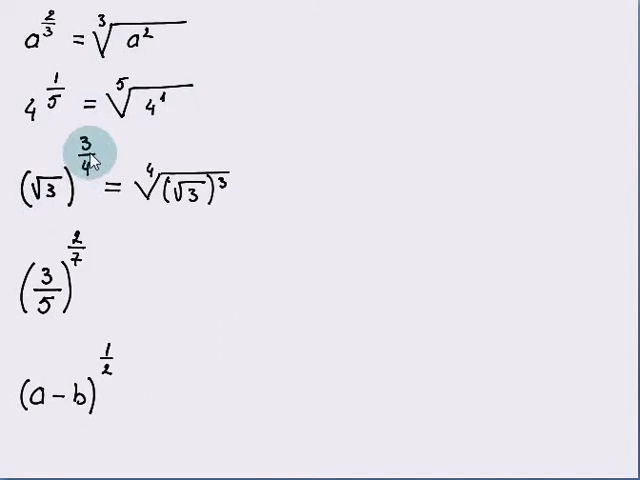 a^(2/3) = ∛(a²)
4^(1/5) = ⁵√(4¹)
(√3)^(3/4) = ⁴√((√3)³)
(3/5)^(2/7)
(a - b)^(1/2)